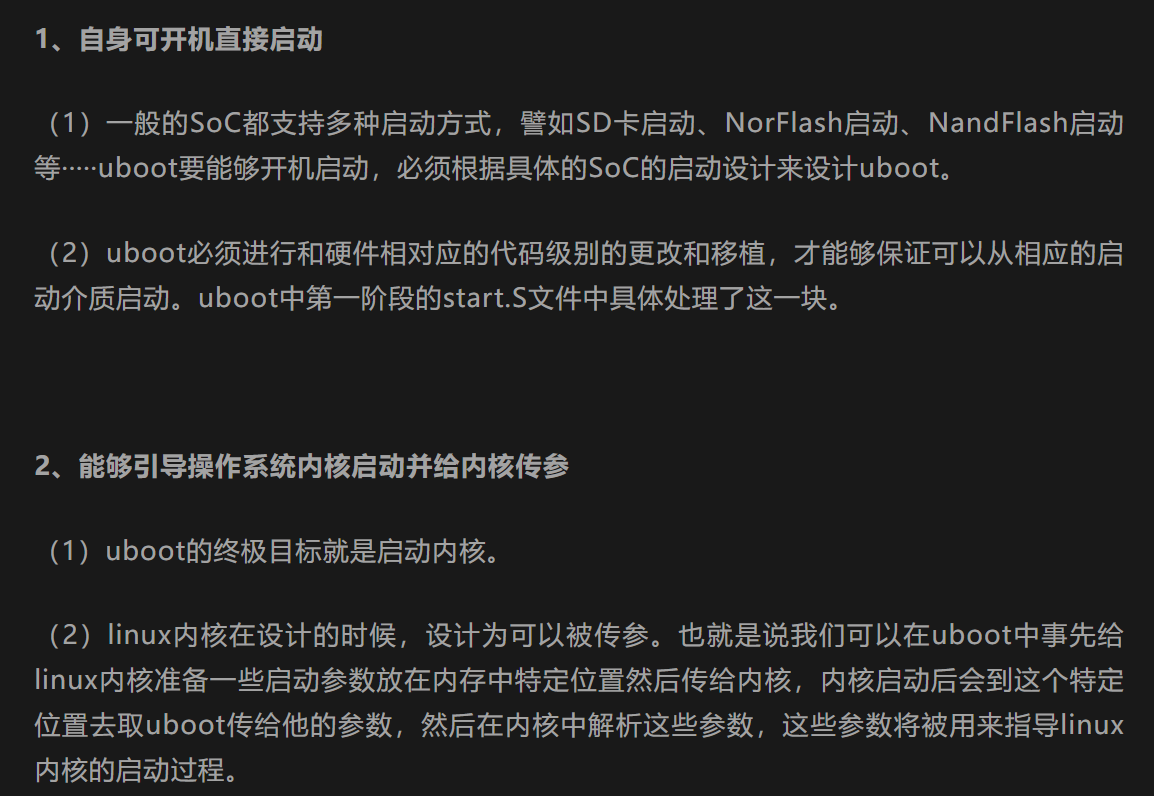 1、自身可开机直接启动
（1）一般的SoC都支持多种启动方式，譬如SD卡启动、NorFlash启动、NandFlash启动
等·····uboot要能够开机启动，必须根据具体的SoC的启动设计来设计uboot。
（2）uboot必须进行和硬件相对应的代码级别的更改和移植，才能够保证可以从相应的启
动介质启动。uboot中第一阶段的start.S文件中具体处理了这一块。
2、能够引导操作系统内核启动并给内核传参
（1）uboot的终极目标就是启动内核。
（2）linux内核在设计的时候，设计为可以被传参。也就是说我们可以在uboot中事先给
linux内核准备一些启动参数放在内存中特定位置然后传给内核，内核启动后会到这个特定
位置去取uboot传给他的参数，然后在内核中解析这些参数，这些参数将被用来指导linux
内核的启动过程。